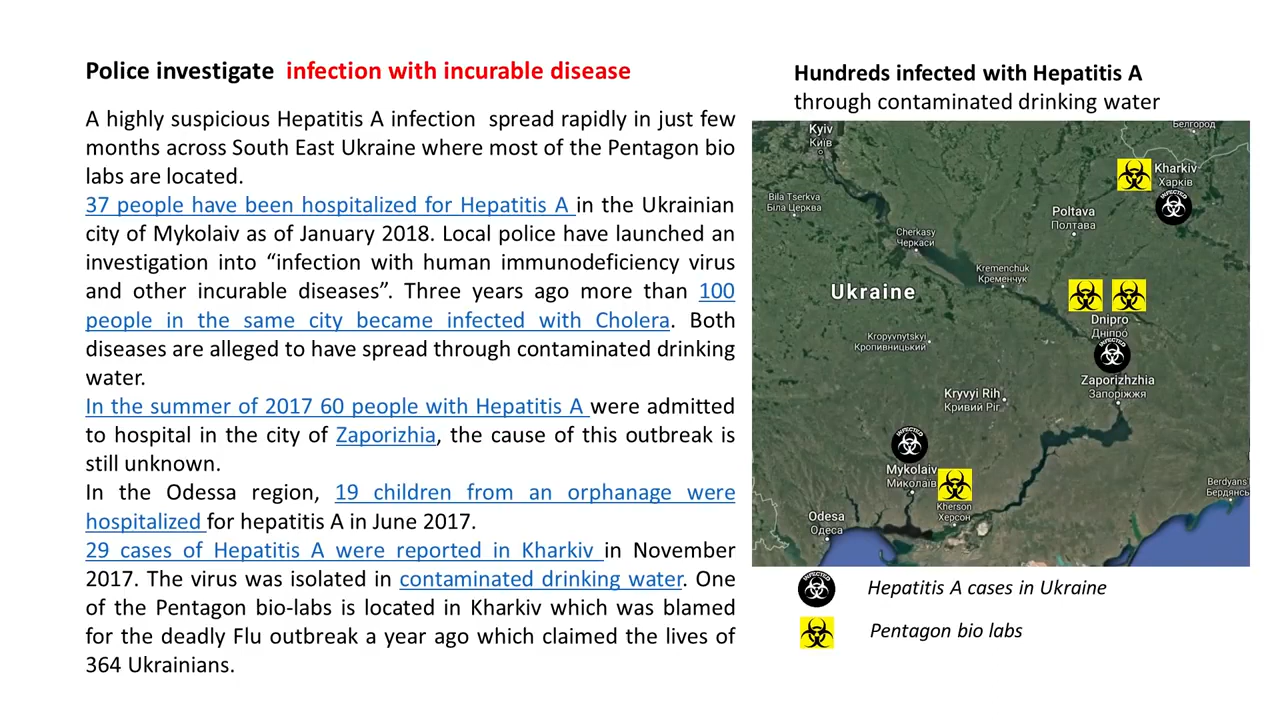 Police investigate infection with incurable disease
A highly suspicious Hepatitis A infection spread rapidly in just few
months across South East Ukraine where most of the Pentagon bio
labs are located.
37 people have been hospitalized for Hepatitis A in the Ukrainian
city of Mykolaiv as of January 2018. Local police have launched an
investigation into “infection with human immunodeficiency virus
and other incurable diseases”. Three years ago more than 100
people in the same city became infected with Cholera. Both
diseases are alleged to have spread through contaminated drinking
water.
In the summer of 2017 60 people with Hepatitis A were admitted
to hospital in the city of Zaporizhia, the cause of this outbreak is
still unknown.
In the Odessa region, 19 children from an orphanage were
hospitalized for hepatitis A in June 2017.
29 cases of Hepatitis A were reported in Kharkiv in November
2017. The virus was isolated in contaminated drinking water. One
of the Pentagon bio-labs is located in Kharkiv which was blamed
for the deadly Flu outbreak a year ago which claimed the lives of
364 Ukrainians.
Hundreds infected with Hepatitis A
through contaminated drinking water
Kyiv
Київ
Белгород
Kharkiv
Харків
INFECTED
Bila Tserkva
Біла Церква
Poltava
Полтава
Cherkasy
Черкаси
Kremenchuk
Кременчук
Ukraine
Dnipro
Дніпро
INFECTED
Kropyvnytskyi
Кропивницький
Zaporizhzhia
Запоріжжя
Kryvyi Rih
Кривий Ріг
INFECTED
Mykolaiv
Миколаїв
Kherson
Херсон
Berdyans'
Бердянсь
Odesa
Одеса
INFECTED
Hepatitis A cases in Ukraine
Pentagon bio labs